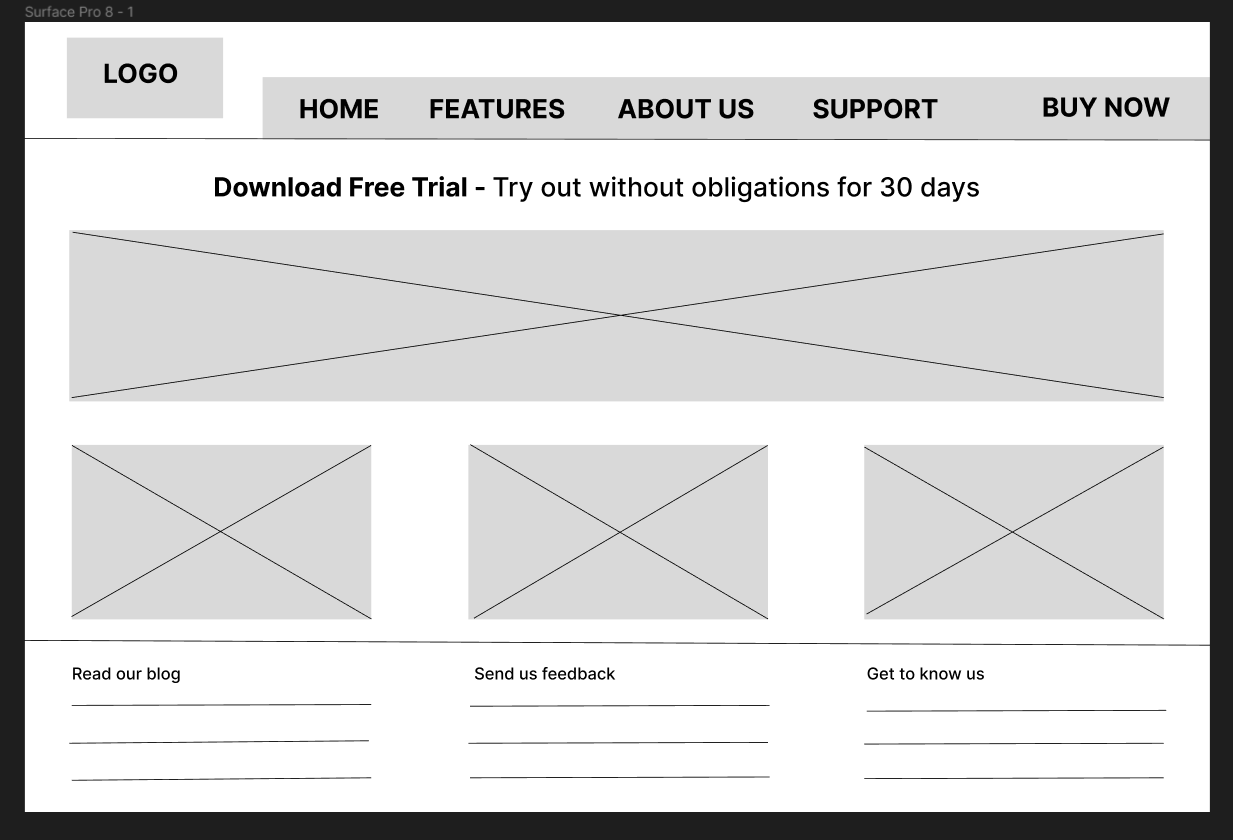 Surface Pro 8 - 1
LOGO
HOME FEATURES ABOUT US SUPPORT BUY NOW
Download Free Trial - Try out without obligations for 30 days
Read our blog Send us feedback Get to know us